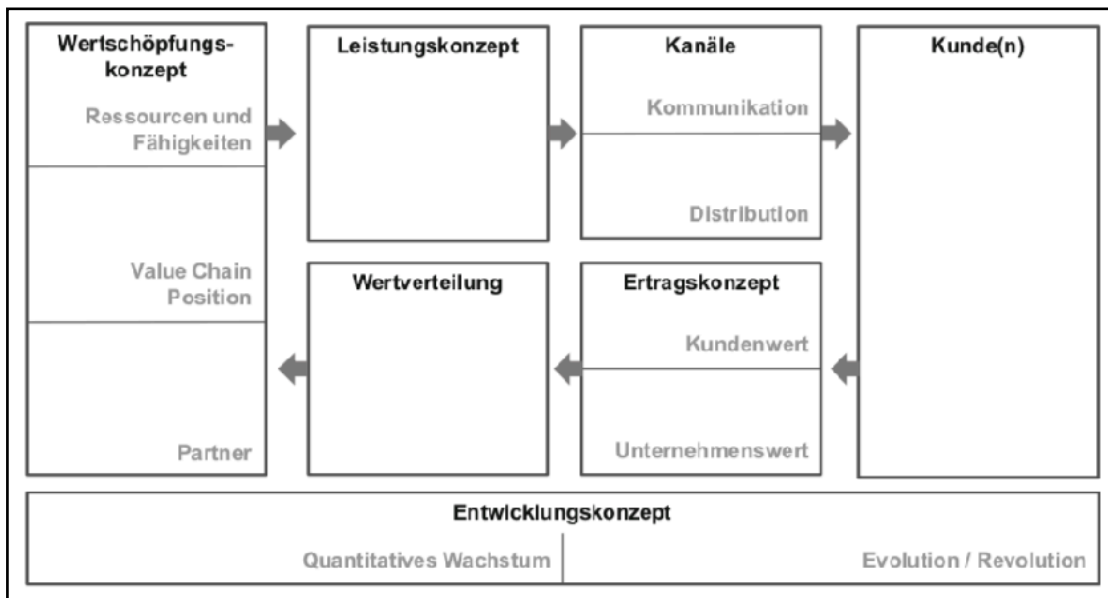 Wertschöpfungs-
konzept
Ressourcen und
Fähigkeiten
Value Chain
Position
Partner
Leistungskonzept
Kanäle
Kommunikation
Distribution
Kunde(n)
Wertverteilung
Ertragskonzept
Kundenwert
Unternehmenswert
Entwicklungskonzept
Quantitatives Wachstum
Evolution / Revolution